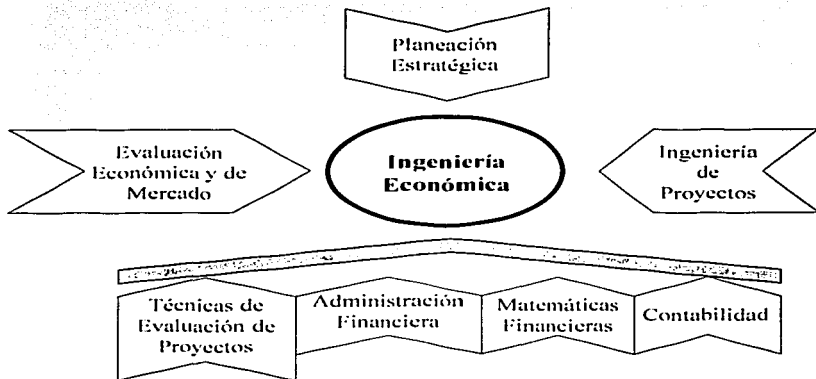 Planeación
Estratégica
Evaluación
Económica y de
Mercado
Ingeniería
Económica
Ingeniería
de
Proyectos
Técnicas de
Evaluación de
Proyectos
Administración
Financiera
Matemáticas
Financieras
Contabilidad